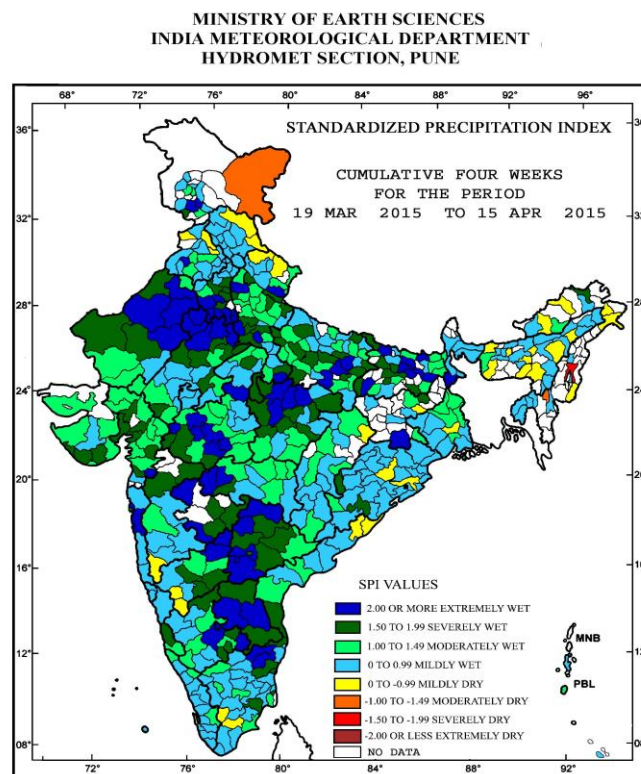 MINISTRY OF EARTH SCIENCES
INDIA METEOROLOGICAL DEPARTMENT
HYDROMET SECTION, PUNE
68° 72° 76° 80° 84° 88° 92° 96°
STANDARDIZED PRECIPITATION INDEX
CUMULATIVE FOUR WEEKS
FOR THE PERIOD
19 MAR 2015 TO 15 APR 2015
36°
32°
28°
24°
20°
16°
12°
08°
SPI VALUES
2.00 OR MORE EXTREMELY WET
1.50 TO 1.99 SEVERELY WET
1.00 TO 1.49 MODERATELY WET
0 TO 0.99 MILDLY WET
0 TO -0.99 MILDLY DRY
-1.00 TO -1.49 MODERATELY DRY
-1.50 TO -1.99 SEVERELY DRY
-2.00 OR LESS EXTREMELY DRY
NO DATA
MNB
PBL
72° 76° 80° 84° 92°